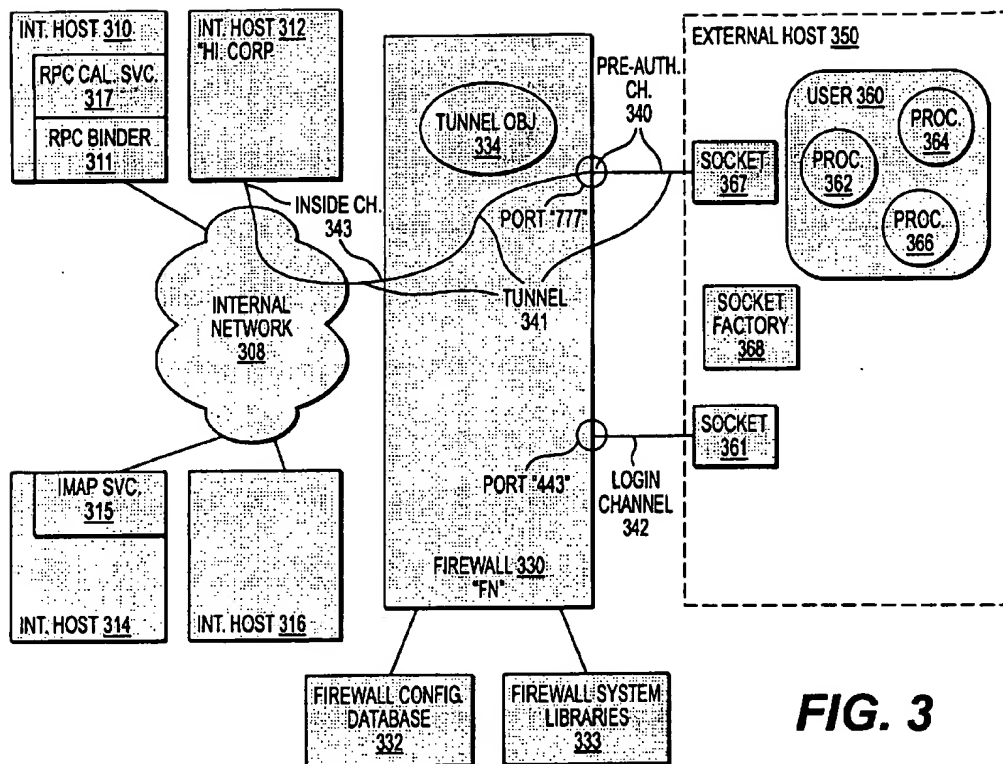 INT. HOST 310
RPC CAL. SVC.
317
RPC BINDER
311
INT. HOST 312
"HI. CORP
INSIDE CH.
343
INTERNAL
NETWORK
308
IMAP SVC.
315
INT. HOST 314
INT. HOST 316
TUNNEL OBJ
334
PORT "777"
TUNNEL
341
PORT "443"
FIREWALL 330
"FN"
FIREWALL CONFIG.
DATABASE
332
FIREWALL SYSTEM
LIBRARIES
333
PRE-AUTH.
CH.
340
LOGIN
CHANNEL
342
EXTERNAL HOST 350
USER 360
PROC.
364
PROC.
362
PROC.
366
SOCKET
367
SOCKET
FACTORY
368
SOCKET
361
FIG. 3